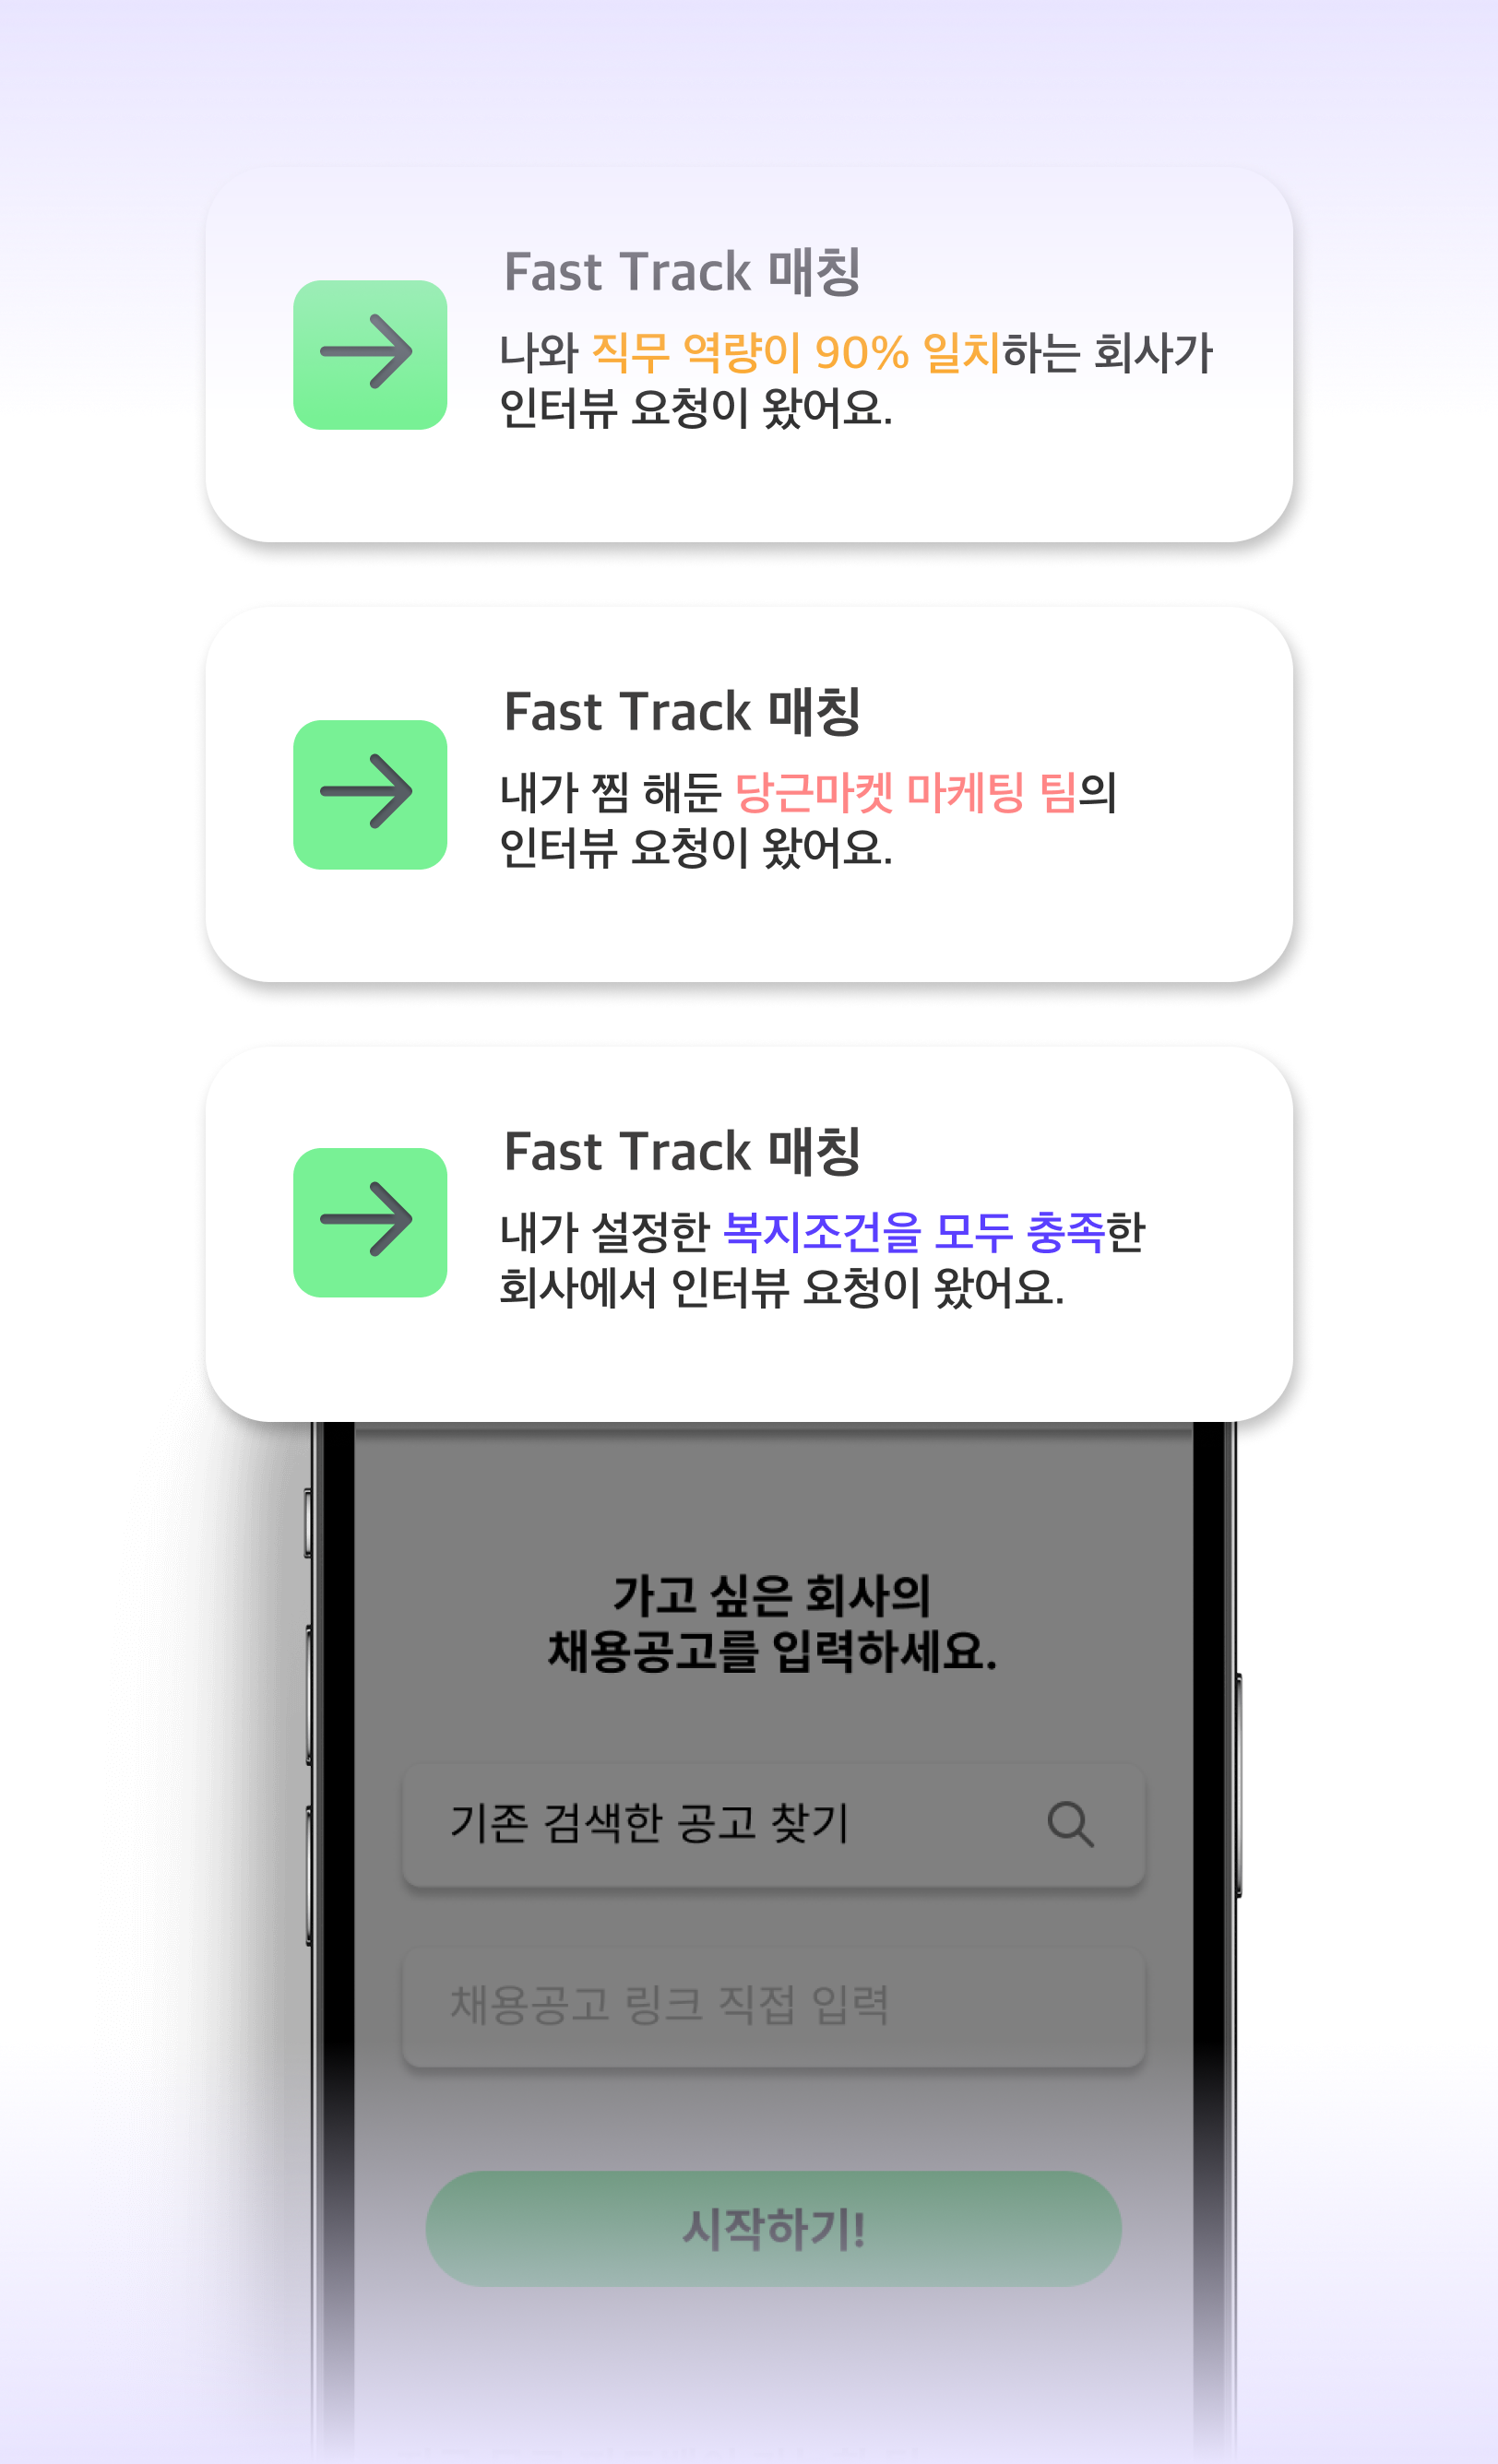 Fast Track 매칭
나와 직무 역량이 90% 일치하는 회사가
인터뷰 요청이 왔어요.
Fast Track 매칭
내가 찜 해둔 당근마켓 마케팅 팀의
인터뷰 요청이 왔어요.
Fast Track 매칭
내가 설정한 복지조건을 모두 충족한
회사에서 인터뷰 요청이 왔어요.
가고 싶은 회사의
채용공고를 입력하세요.
기존 검색한 공고 찾기
채용공고 링크 직접 입력
시작하기!